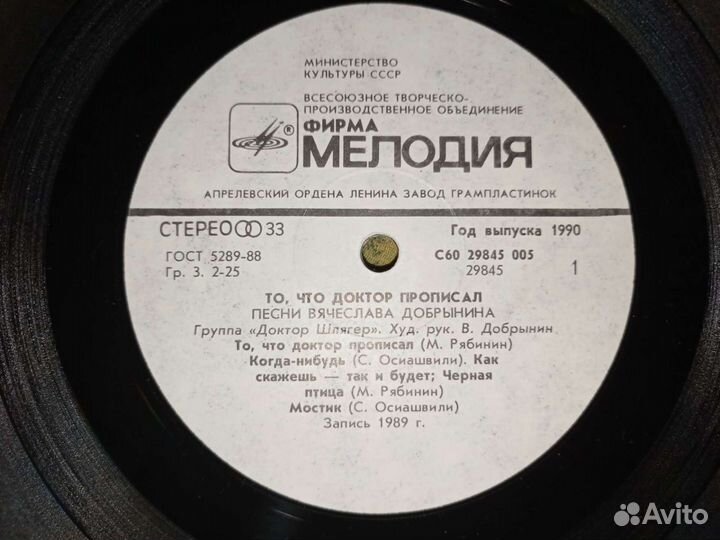 МИНИСТЕРСТВО
КУЛЬТУРЫ СССР
ВСЕСОЮЗНОЕ ТВОРЧЕСКО-
ПРОИЗВОДСТВЕННОЕ ОБЪЕДИНЕНИЕ
®
ФИРМА
МЕЛОДИЯ
АПРЕЛЕВСКИЙ ОРДЕНА ЛЕНИНА ЗАВОД ГРАМПЛАСТИНОК
СТЕРЕО 33
Год выпуска 1990
ГОСТ 5289-88
С60 29845 005
Гр. 3. 2-25
29845
1
ТО, ЧТО ДОКТОР ПРОПИСАЛ
ПЕСНИ ВЯЧЕСЛАВА ДОБРЫНИНА
Группа «Доктор Шлягер». Худ. рук. В. Добрынин
То, что доктор прописал (М. Рябинин)
Когда-нибудь (С. Осиашвили). Как
скажешь — так и будет; Черная
птица (М. Рябинин)
Мостик (С. Осиашвили)
Запись 1989 г.
Avito